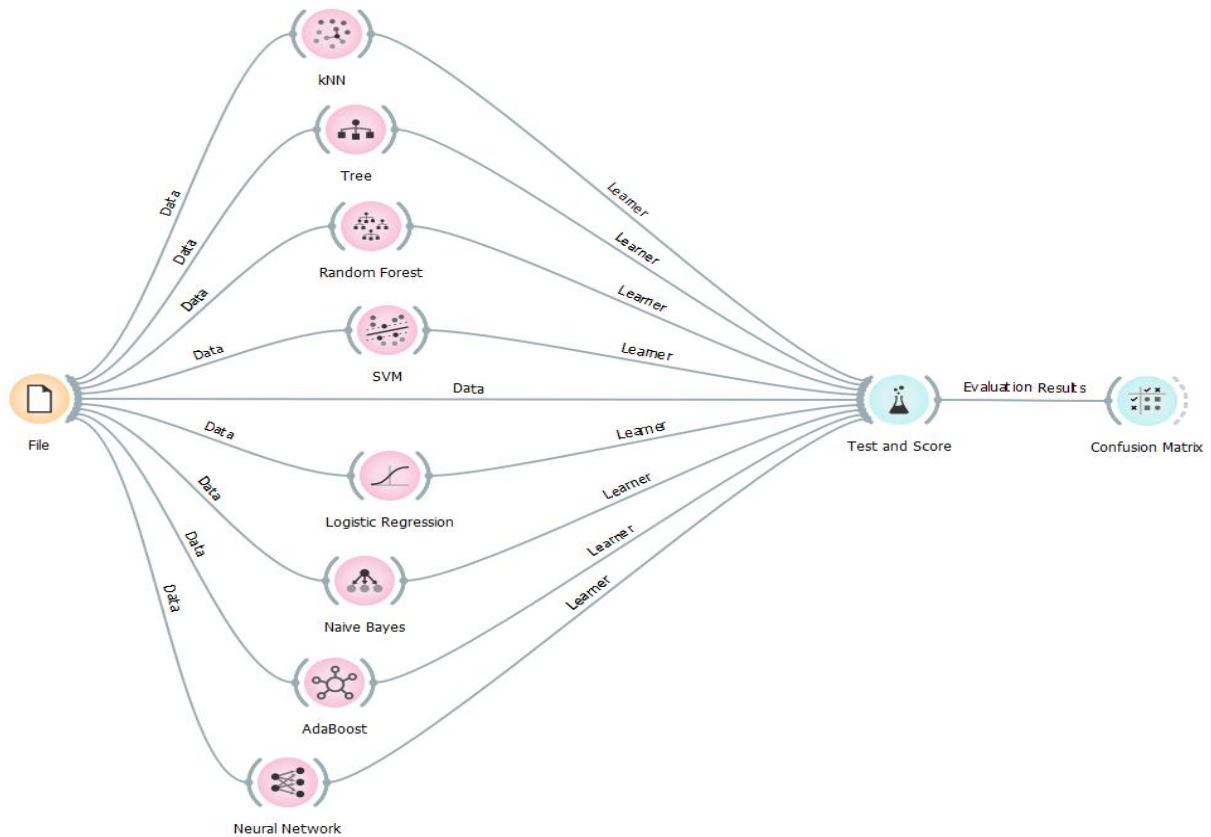 kNN
Data
Learner
Tree
Data
Learner
Random Forest
Data
Learner
SVM
Data
Learner
File
Data
Test and Score
Evaluation Results
Confusion Matrix
Data
Learner
Logistic Regression
Data
Learner
Naive Bayes
Data
Learner
AdaBoost
Data
Learner
Neural Network